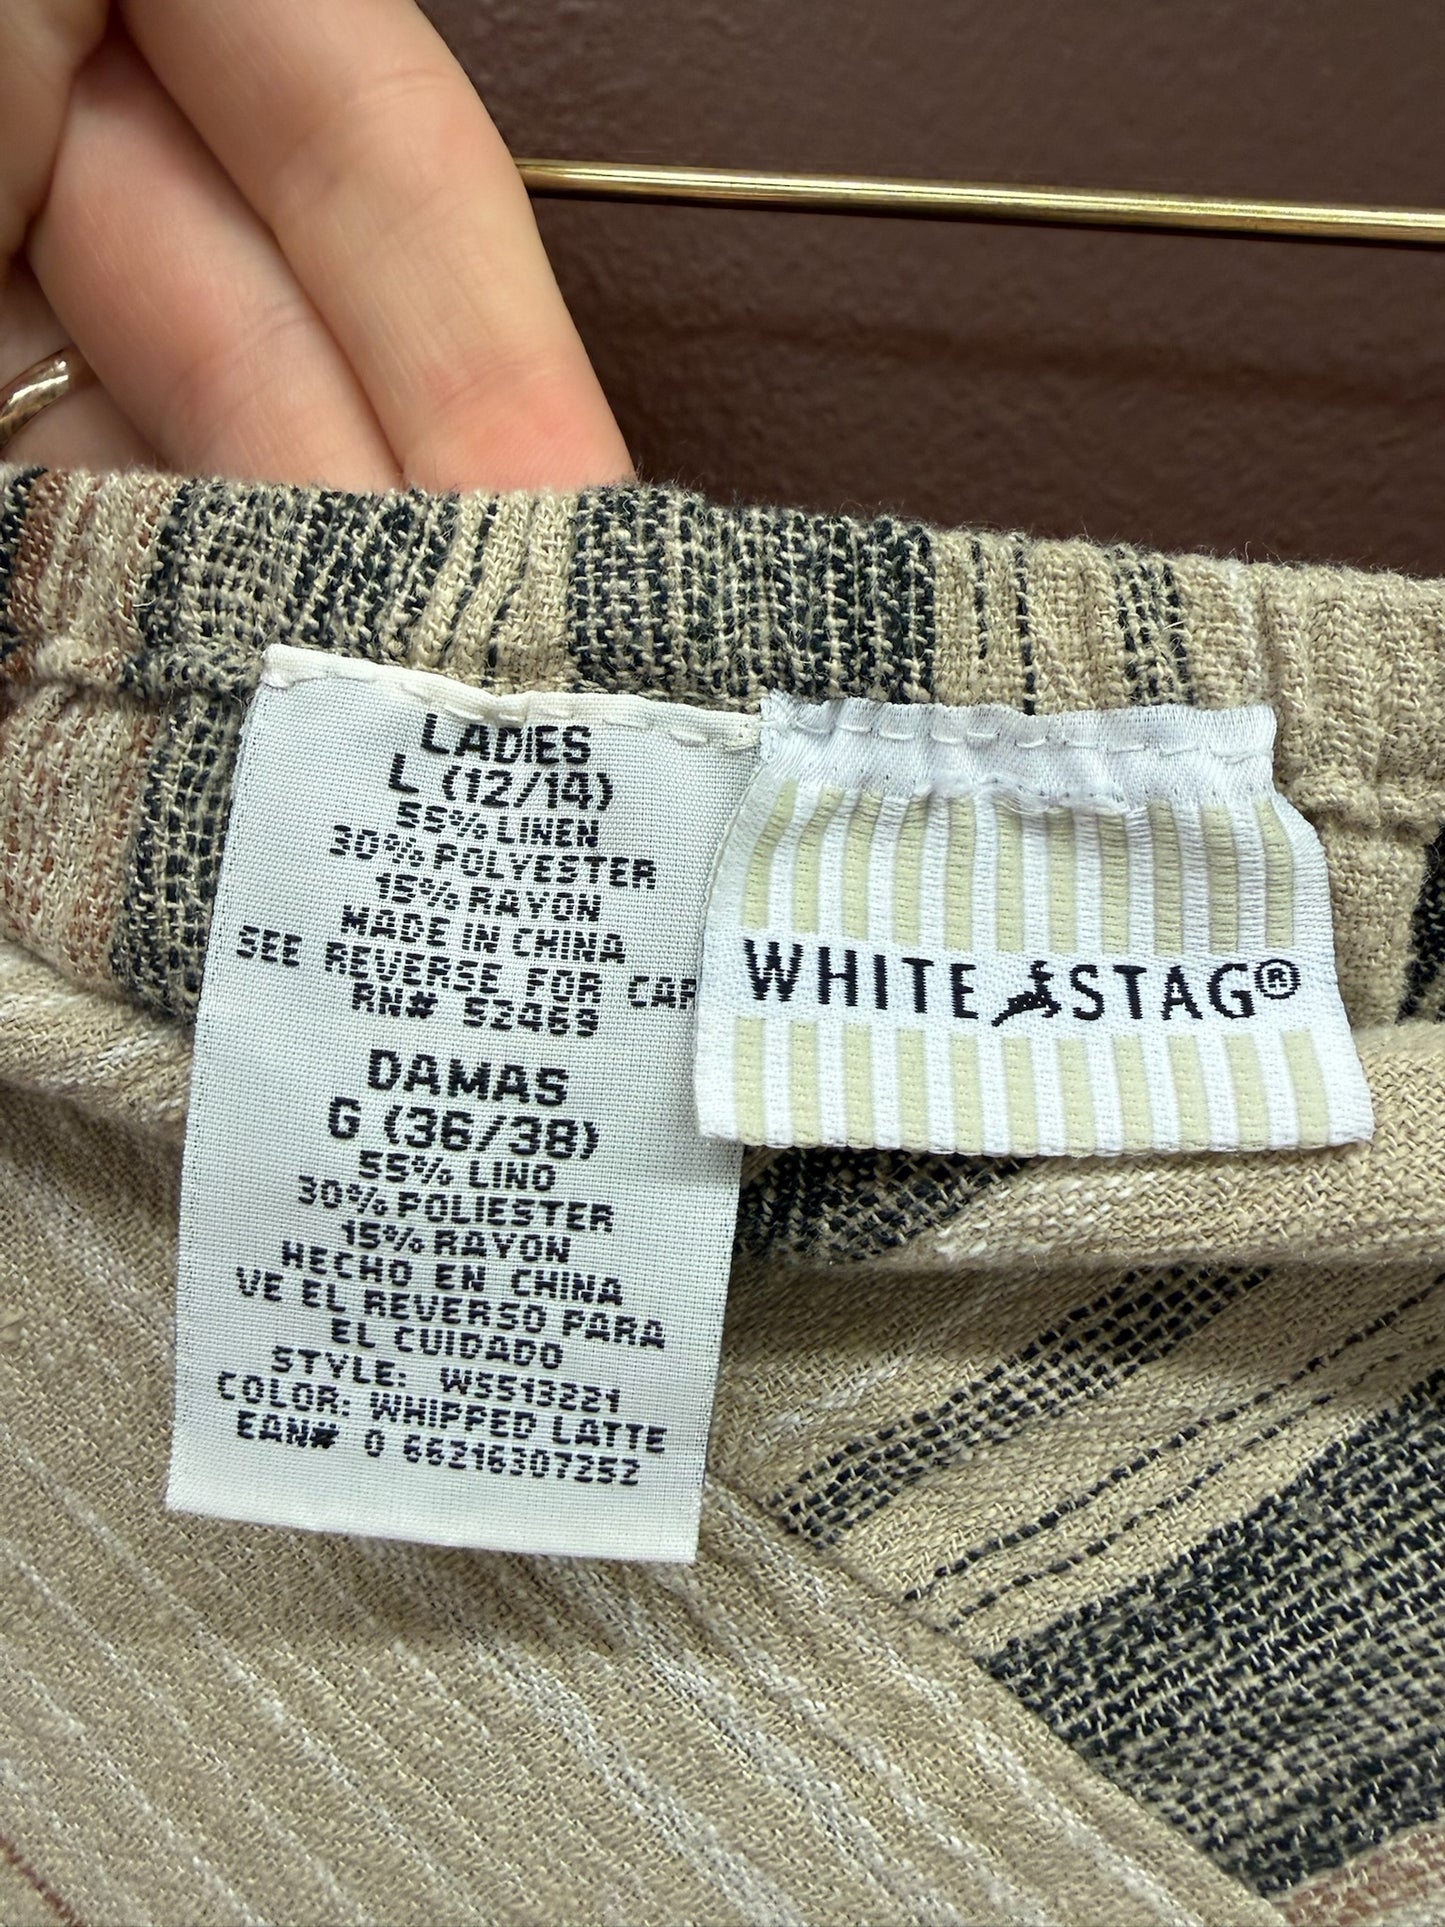 LADIES
L (12/14)
55% LINEN
30% POLYESTER
15% RAYON
MADE IN CHINA
SEE REVERSE FOR CAR
RN# 52469
DAMAS
G (36/38)
55% LINO
30% POLIESTER
15% RAYON
HECHO EN CHINA
VE EL REVERSO PARA
EL CUIDADO
STYLE: WS513221
COLOR: WHIPPED LATTE
EAN# 0 66216307252
WHITE STAG®